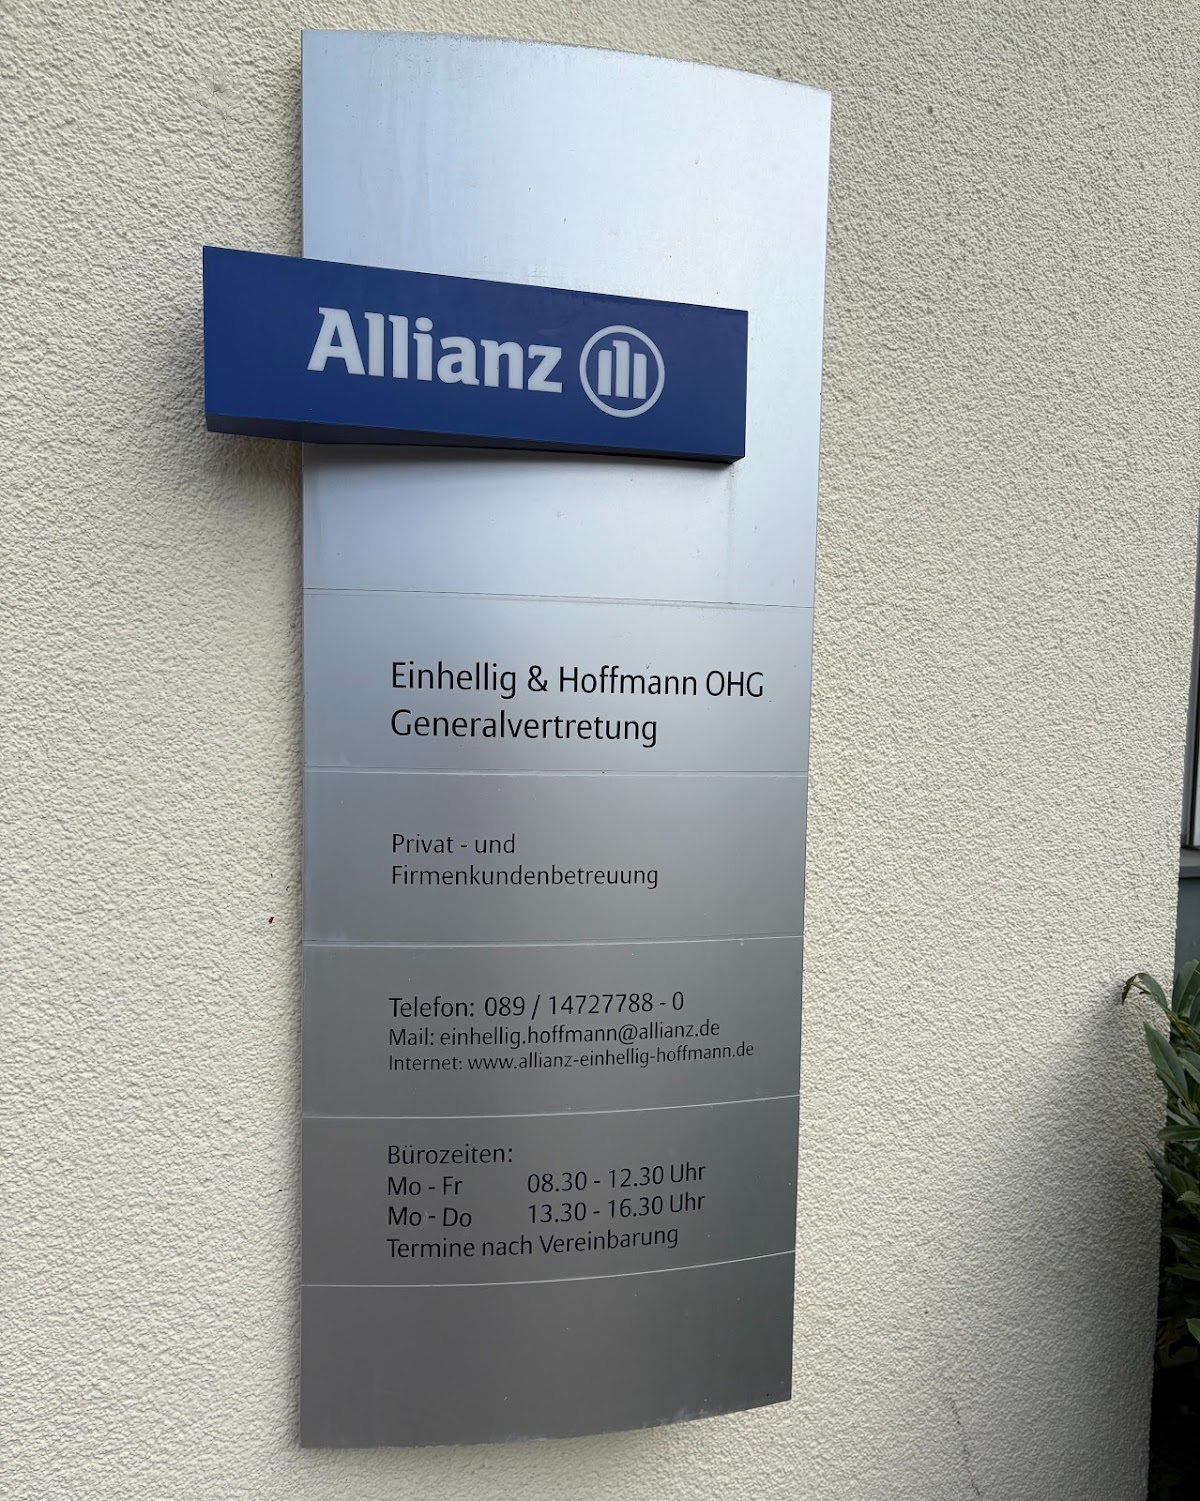 Allianz
Einhellig & Hoffmann OHG
Generalvertretung
Privat - und
Firmenkundenbetreuung
Telefon: 089 / 14727788 - 0
Mail: einhellig.hoffmann@allianz.de
Internet: www.allianz-einhellig-hoffmann.de
Bürozeiten:
Mo - Fr 08.30 - 12.30 Uhr
Mo - Do 13.30 - 16.30 Uhr
Termine nach Vereinbarung